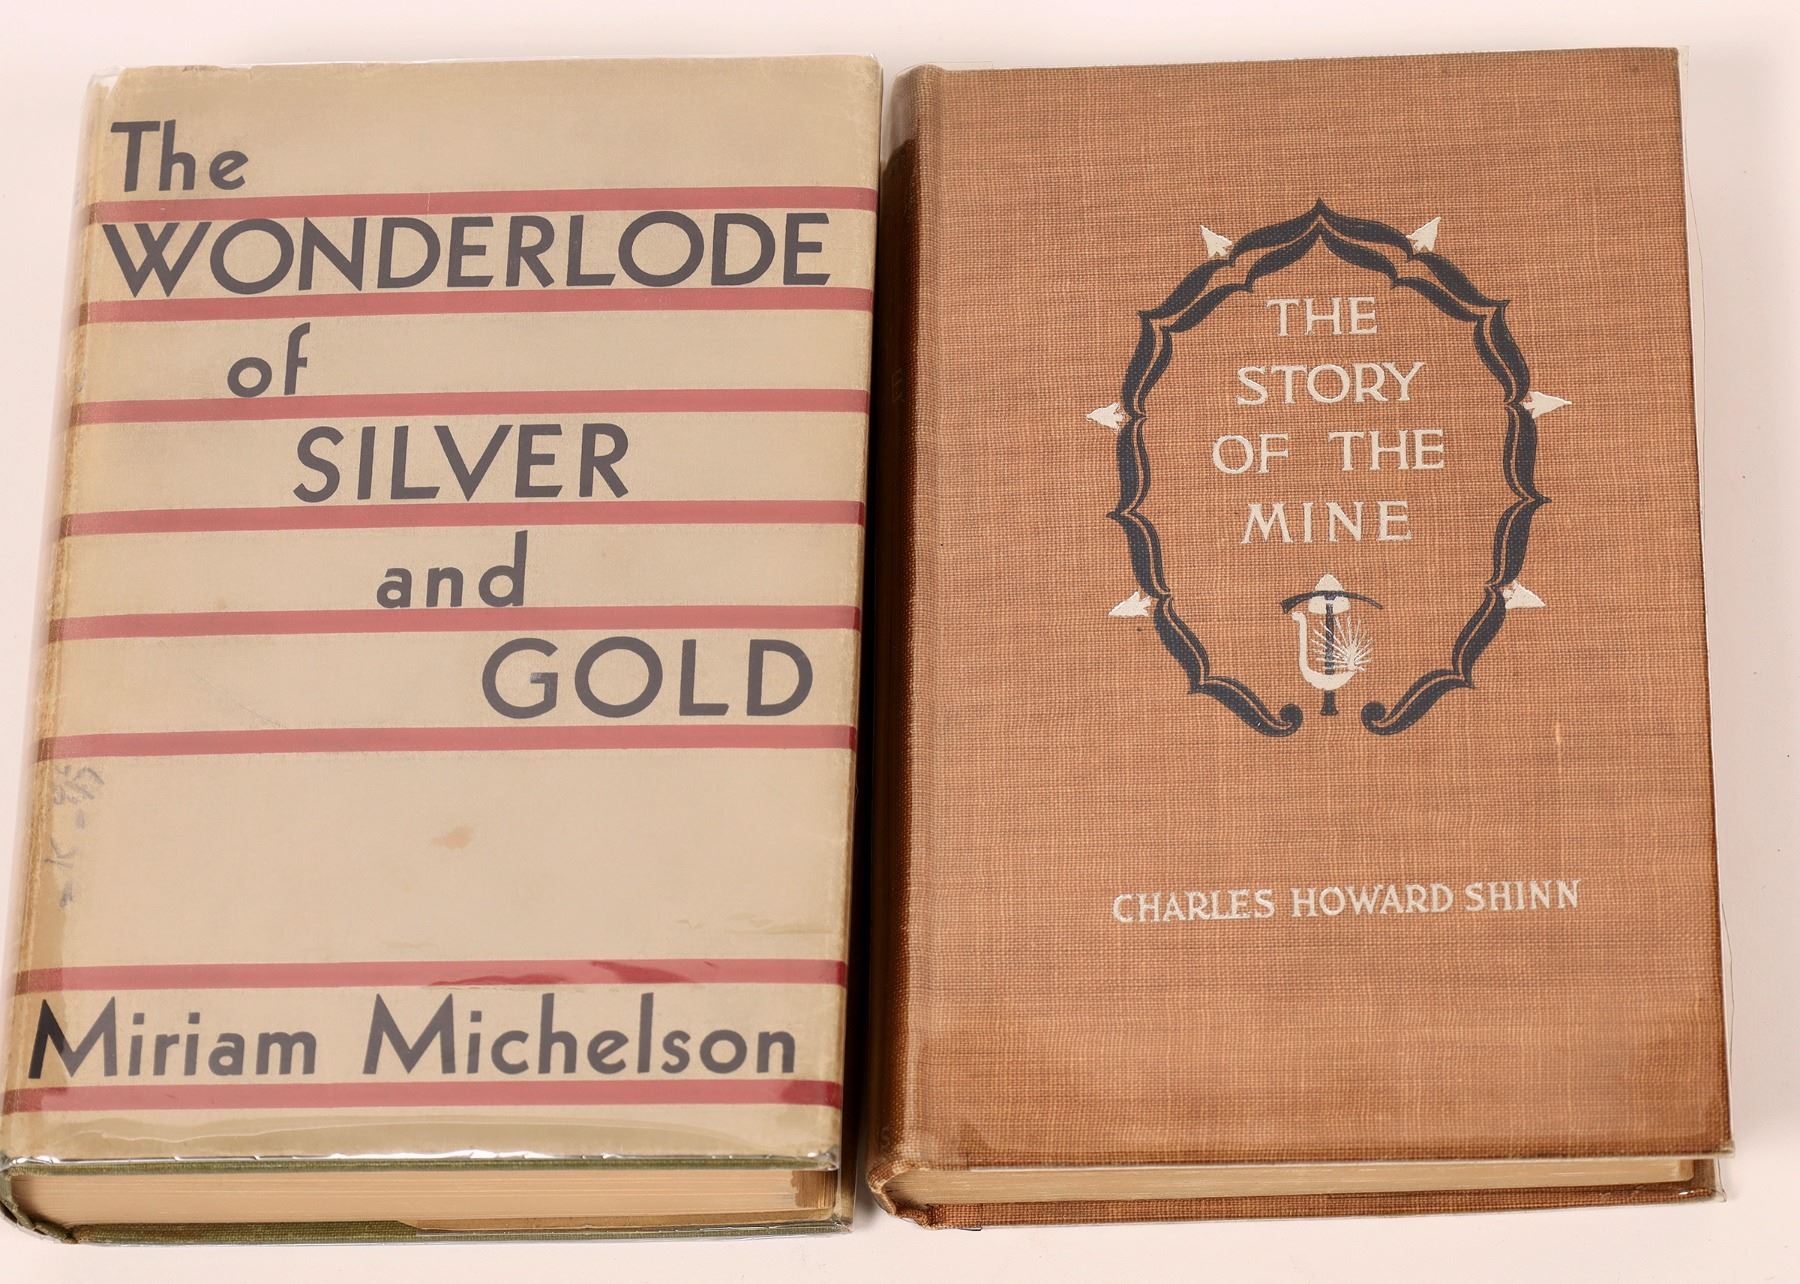 The
WONDERLODE
of
SILVER
and
GOLD
Miriam Michelson
THE
STORY
OF THE
MINE
CHARLES HOWARD SHINN